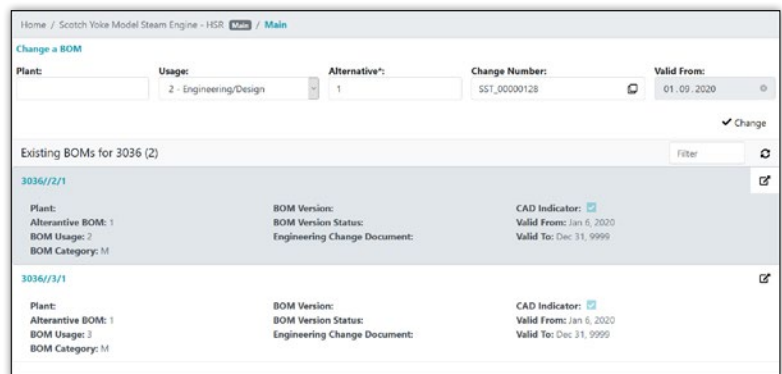 Home / Scotch Yoke Model Steam Engine - HSR Main / Main
Change a BOM
Plant: Usage: Alternative*: Change Number: Valid From:
2 - Engineering/Design 1 SST_00000128 01.09.2020
Change
Existing BOMs for 3036 (2) Filter
3036//2/1
Plant: BOM Version: CAD Indicator:
Alterantive BOM: 1 BOM Version Status: Valid From: Jan 6, 2020
BOM Usage: 2 Engineering Change Document: Valid To: Dec 31, 9999
BOM Category: M
3036//3/1
Plant: BOM Version: CAD Indicator:
Alterantive BOM: 1 BOM Version Status: Valid From: Jan 6, 2020
BOM Usage: 3 Engineering Change Document: Valid To: Dec 31, 9999
BOM Category: M